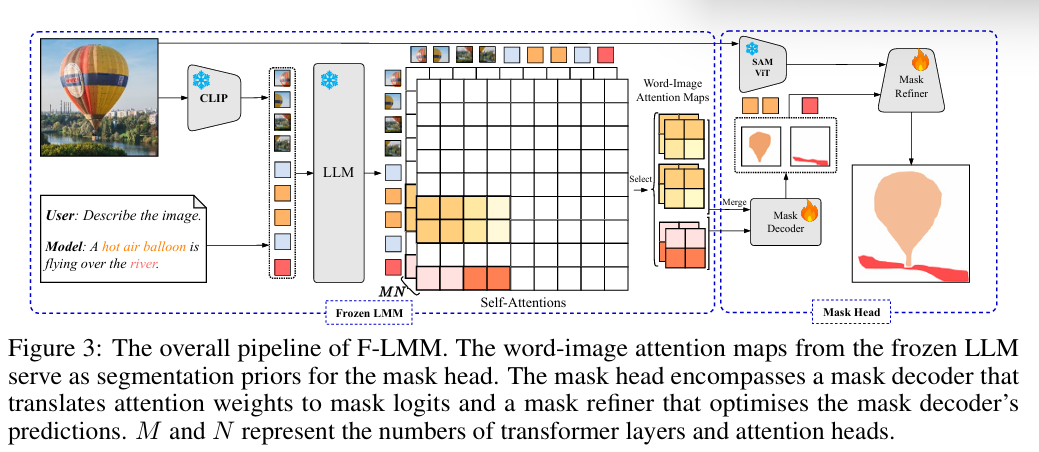 CLIP
LLM
User: Describe the image.
Model: A hot air balloon is
flying over the river.
MN
Self-Attentions
Frozen LMM
Word-Image
Attention Maps
Select
Merge
SAM
ViT
Mask
Refiner
Mask
Decoder
Mask Head
Figure 3: The overall pipeline of F-LMM. The word-image attention maps from the frozen LLM
serve as segmentation priors for the mask head. The mask head encompasses a mask decoder that
translates attention weights to mask logits and a mask refiner that optimises the mask decoder's
predictions. M and N represent the numbers of transformer layers and attention heads.